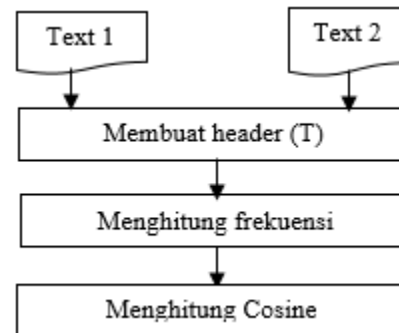 Text 1
Text 2
Membuat header (T)
Menghitung frekuensi
Menghitung Cosine